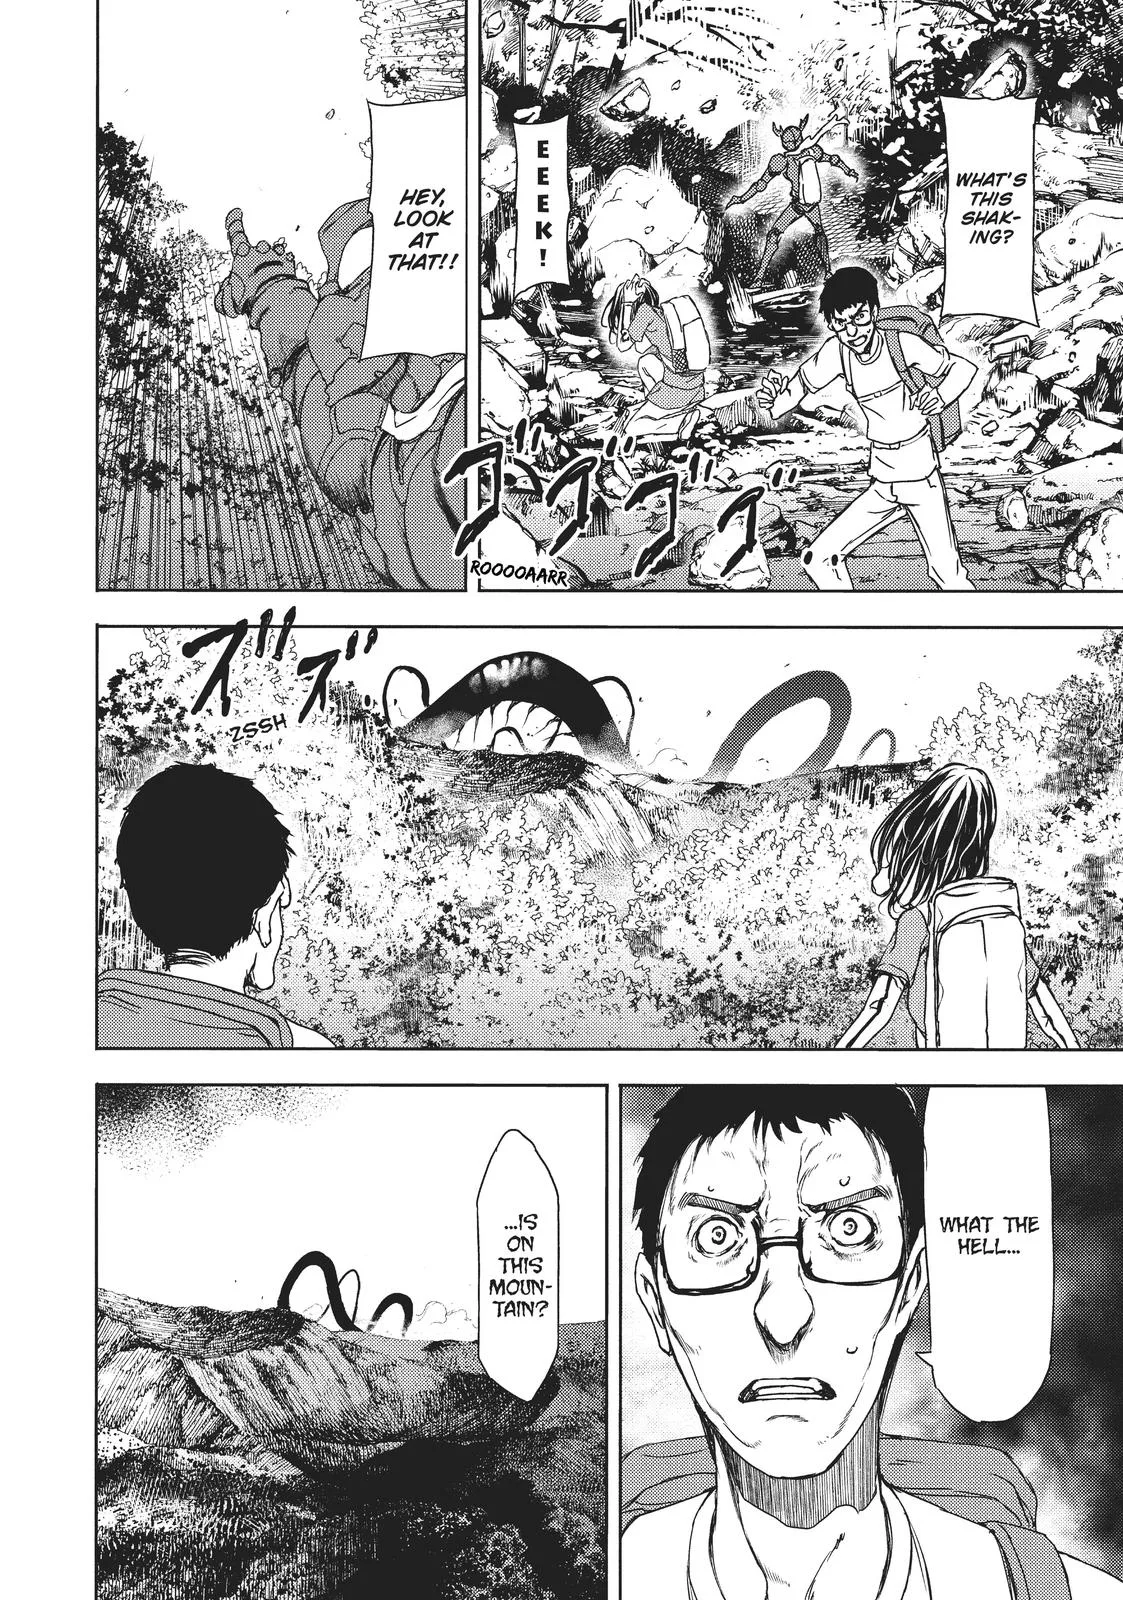 WHAT'S
THIS
SHAK-
ING?
EEEK!
ゴゴゴゴ
ROOOOAARR
HEY,
LOOK
AT
THAT!!
ズズ
ZSSH
WHAT THE
HELL...
...IS
ON
THIS
MOUN-
TAIN?